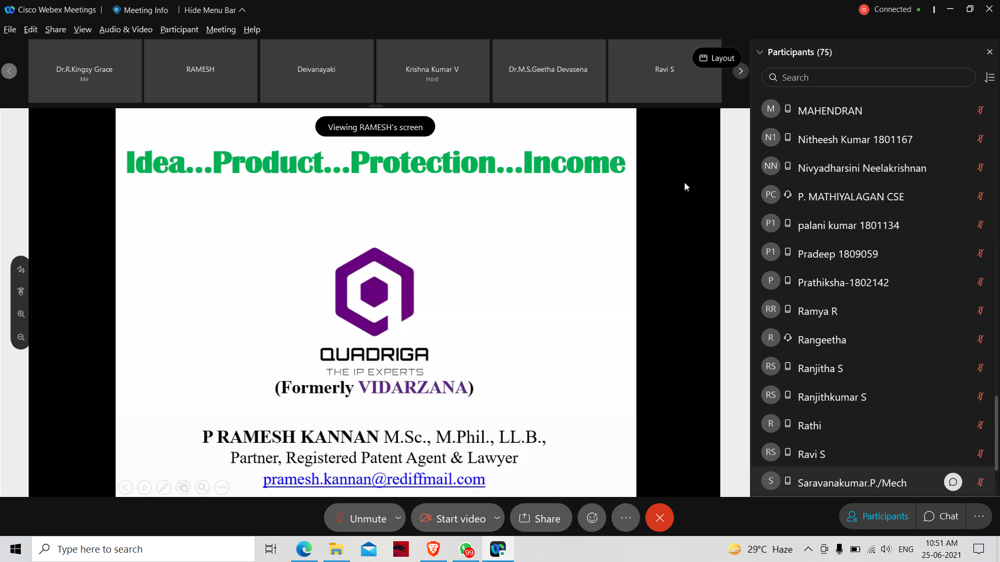 Cisco Webex Meetings
Meeting Info
Hide Menu Bar
Connected
File Edit Share View Audio & Video Participant Meeting Help
Dr.R.Kingsy Grace
Me
RAMESH
Deivanayaki
Krishna Kumar V
Host
Dr.M.S.Geetha Devasena
Ravi S
Layout
Viewing RAMESH's screen
Idea...Product...Protection...Income
QUADRIGA
THE IP EXPERTS
(Formerly VIDARZANA)
P RAMESH KANNAN M.Sc., M.Phil., LL.B.,
Partner, Registered Patent Agent & Lawyer
pramesh.kannan@rediffmail.com
Participants (75)
Search
M MAHENDRAN
N1 Nitheesh Kumar 1801167
NN Nivyadharsini Neelakrishnan
PC P. MATHIYALAGAN CSE
P1 palani kumar 1801134
P1 Pradeep 1809059
P Prathiksha-1802142
RR Ramya R
R Rangeetha
RS Ranjitha S
RS Ranjithkumar S
R Rathi
RS Ravi S
S Saravanakumar.P./Mech
Unmute
Start video
Share
Participants
Chat
Type here to search
99
29°C Haze
ENG
10:51 AM
25-06-2021